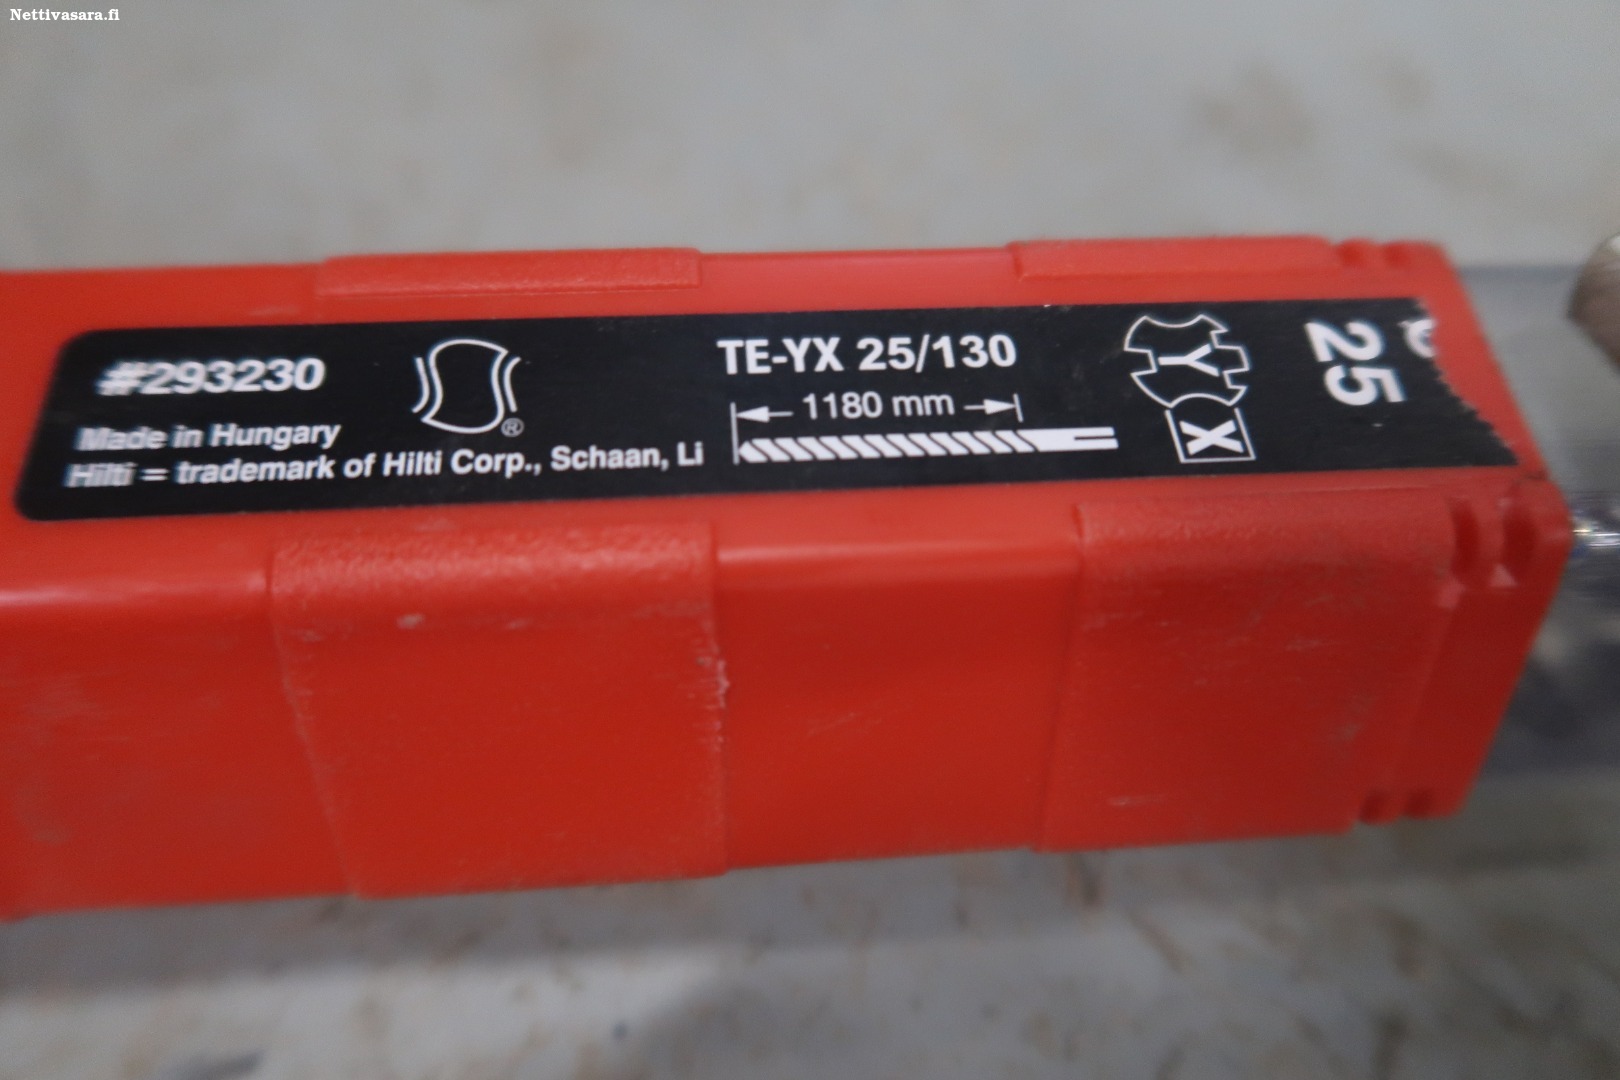 Nettivasara.fi
#293230
Made in Hungary
Hilti = trademark of Hilti Corp., Schaan, Li
®
TE-YX 25/130
1180 mm
Y
X
25